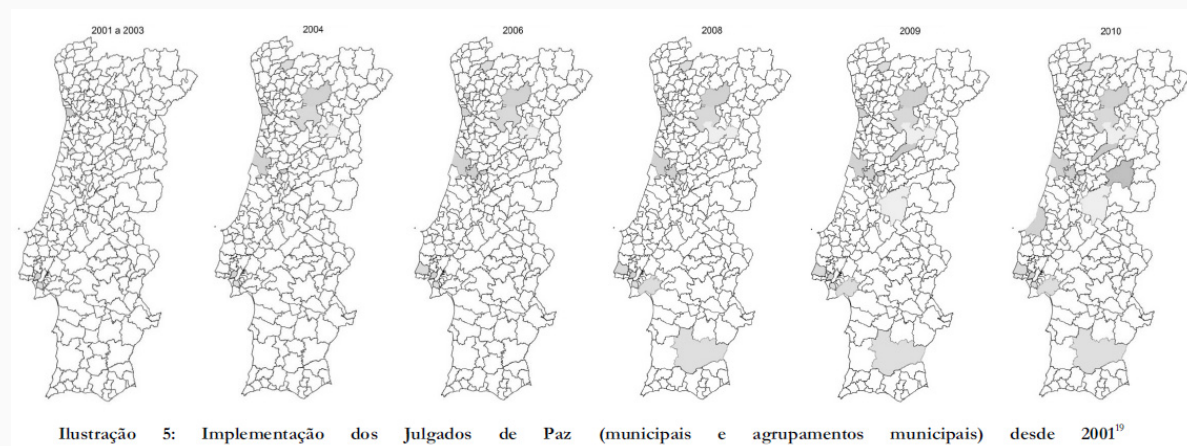 2001 a 2003 2004 2006 2008 2009 2010
Ilustração 5: Implementação dos Julgados de Paz (municipais e agrupamentos municipais) desde 2001¹⁹